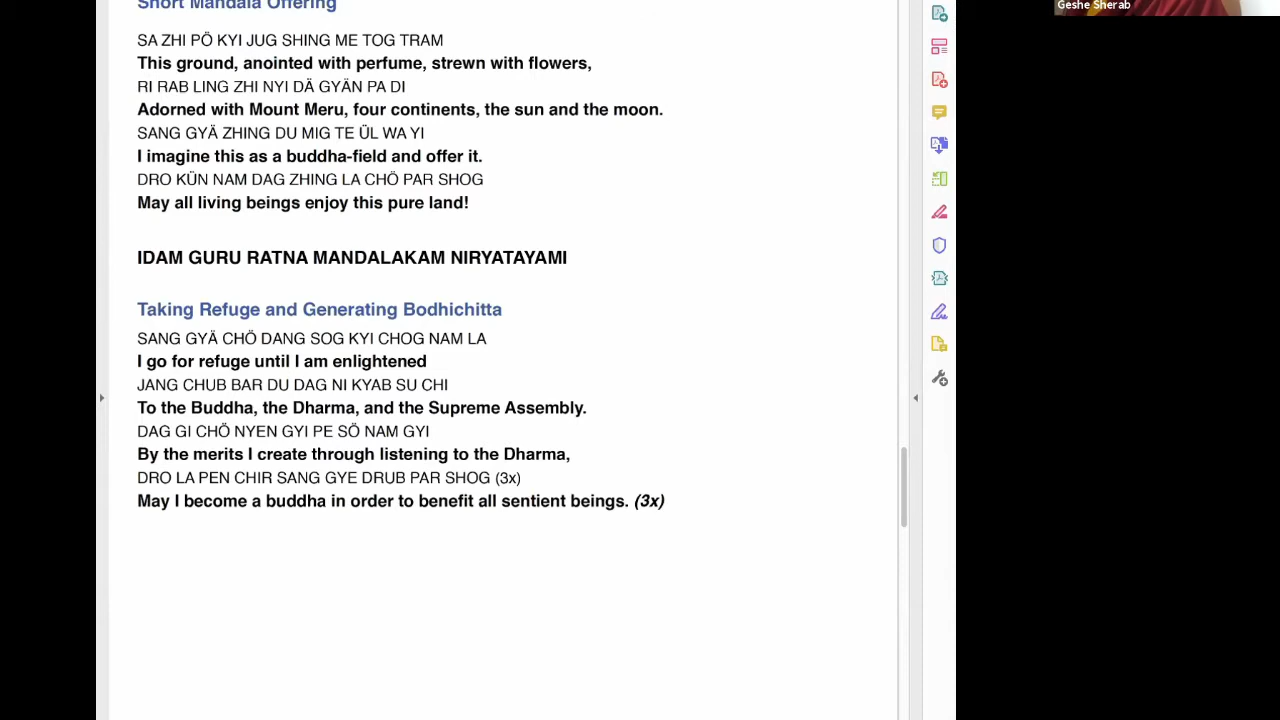 Short Mandala Offering
Geshe Sherab
SA ZHI PÖ KYI JUG SHING ME TOG TRAM
This ground, anointed with perfume, strewn with flowers,
RI RAB LING ZHI NYI DÄ GYÄN PA DI
Adorned with Mount Meru, four continents, the sun and the moon.
SANG GYÄ ZHING DU MIG TE ÜL WA YI
I imagine this as a buddha-field and offer it.
DRO KÜN NAM DAG ZHING LA CHÖ PAR SHOG
May all living beings enjoy this pure land!
IDAM GURU RATNA MANDALAKAM NIRYATAYAMI
Taking Refuge and Generating Bodhichitta
SANG GYÄ CHÖ DANG SOG KYI CHOG NAM LA
I go for refuge until I am enlightened
JANG CHUB BAR DU DAG NI KYAB SU CHI
To the Buddha, the Dharma, and the Supreme Assembly.
DAG GI CHÖ NYEN GYI PE SÖ NAM GYI
By the merits I create through listening to the Dharma,
DRO LA PEN CHIR SANG GYE DRUB PAR SHOG (3x)
May I become a buddha in order to benefit all sentient beings. (3x)